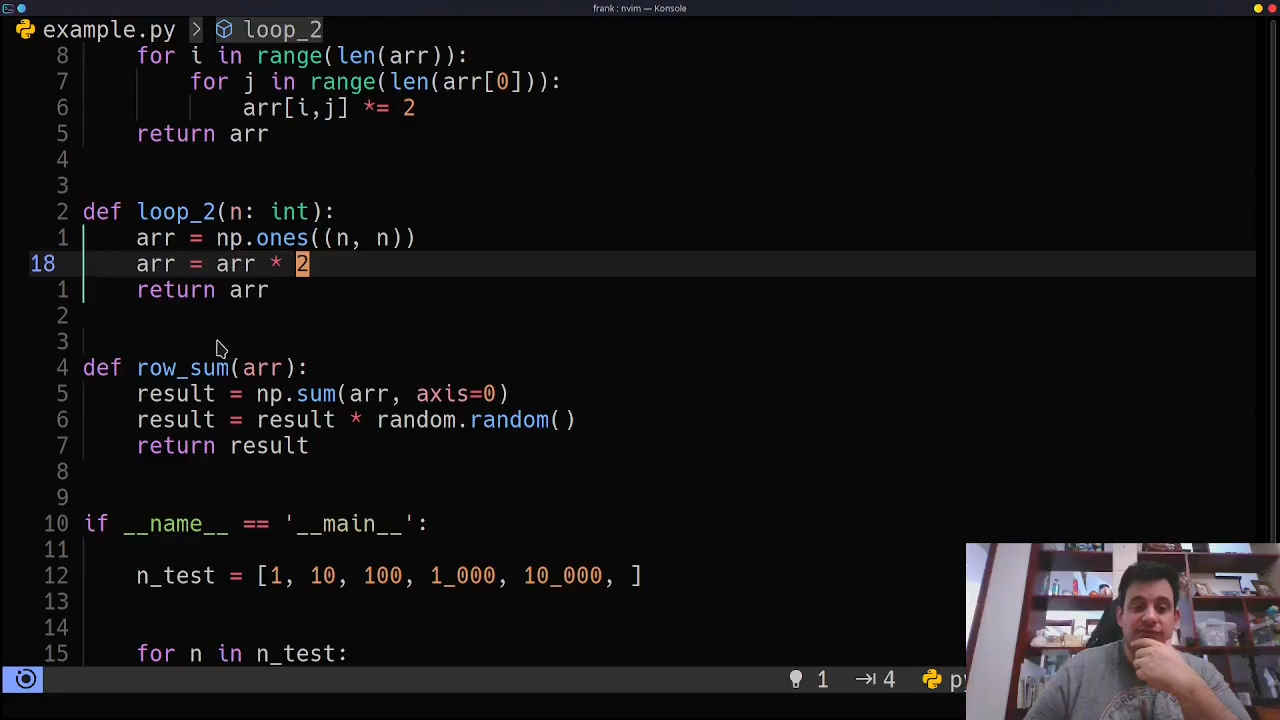 frank : nvim — Konsole
example.py > loop_2
8 for i in range(len(arr)):
7 for j in range(len(arr[0])):
6 arr[i,j] *= 2
5 return arr
4
3
2 def loop_2(n: int):
1 arr = np.ones((n, n))
18 arr = arr * 2
1 return arr
2
3
4 def row_sum(arr):
5 result = np.sum(arr, axis=0)
6 result = result * random.random()
7 return result
8
9
10 if __name__ == '__main__':
11
12 n_test = [1, 10, 100, 1_000, 10_000, ]
13
14
15 for n in n_test:
1 4 py